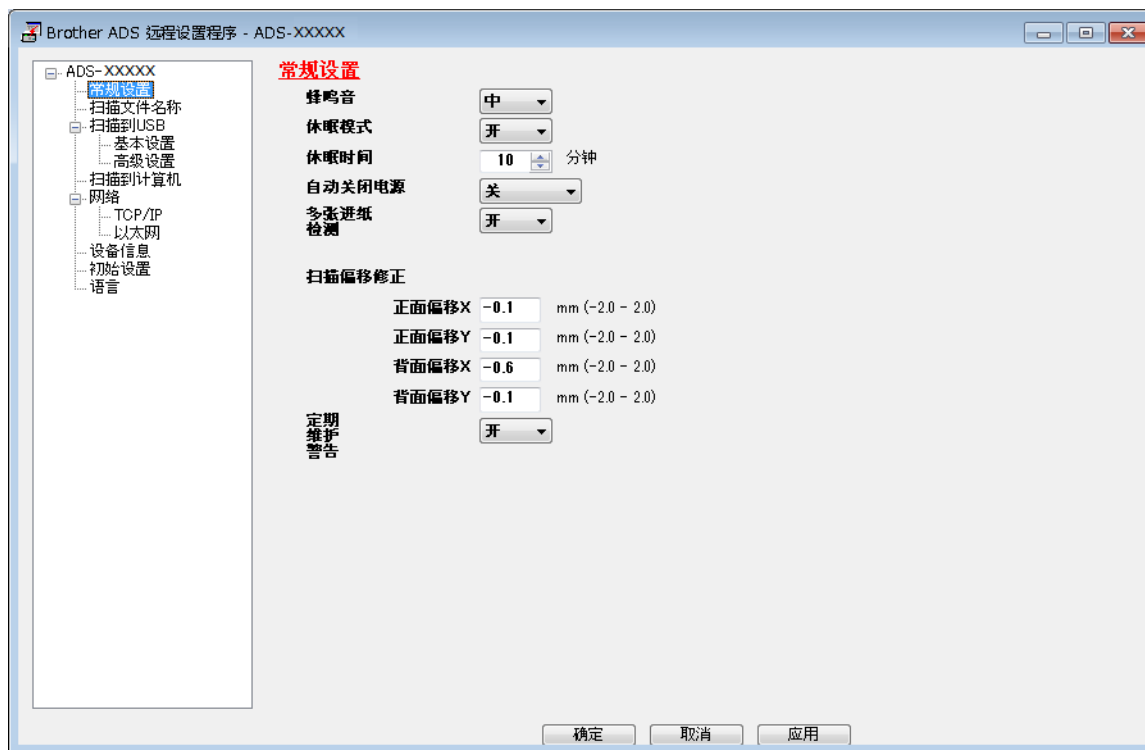 Brother ADS 远程设置程序 - ADS-XXXXX
ADS-XXXXX
常规设置
扫描文件名称
扫描到USB
基本设置
高级设置
扫描到计算机
网络
TCP/IP
以太网
设备信息
初始设置
语言
常规设置
蜂鸣音 中
休眠模式 开
休眠时间 10 分钟
自动关闭电源 关
多张进纸
检测 开
扫描偏移修正
正面偏移X -0.1 mm (-2.0 - 2.0)
正面偏移Y -0.1 mm (-2.0 - 2.0)
背面偏移X -0.6 mm (-2.0 - 2.0)
背面偏移Y -0.1 mm (-2.0 - 2.0)
定期
维护 开
警告
确定 取消 应用